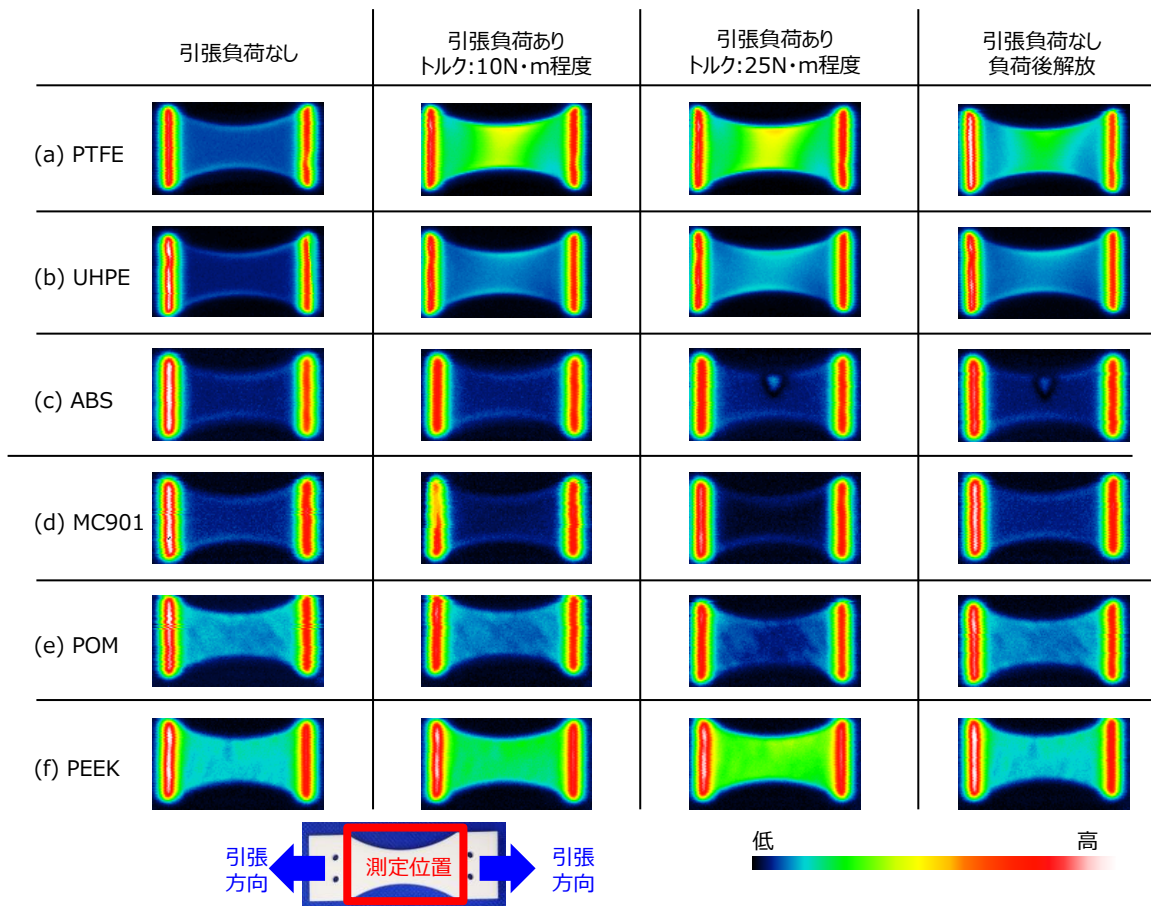 引張負荷なし
引張負荷あり
トルク:10N・m程度
引張負荷あり
トルク:25N・m程度
引張負荷なし
負荷後解放
(a) PTFE
(b) UHPE
(c) ABS
(d) MC901
(e) POM
(f) PEEK
引張
方向
測定位置
引張
方向
低
高